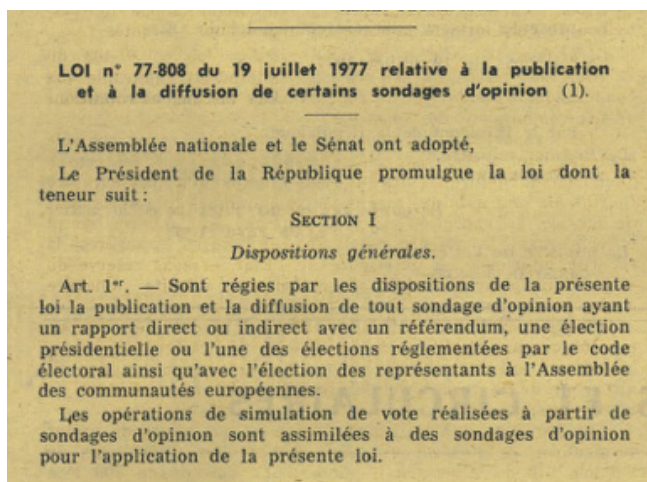 LOI n° 77-808 du 19 juillet 1977 relative à la publication
et à la diffusion de certains sondages d'opinion (1).
L'Assemblée nationale et le Sénat ont adopté,
Le Président de la République promulgue la loi dont la
teneur suit :
SECTION I
Dispositions générales.
Art. 1er. — Sont régies par les dispositions de la présente
loi la publication et la diffusion de tout sondage d'opinion ayant
un rapport direct ou indirect avec un référendum, une élection
présidentielle ou l'une des élections réglementées par le code
électoral ainsi qu'avec l'élection des représentants à l'Assemblée
des communautés européennes.
Les opérations de simulation de vote réalisées à partir de
sondages d'opinion sont assimilées à des sondages d'opinion
pour l'application de la présente loi.